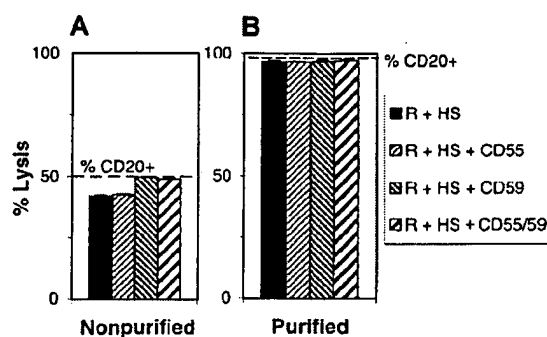 A
B
100
50
0
% Lysis
% CD20+
Nonpurified
100
50
0
Purified
% CD20+
R + HS
R + HS + CD55
R + HS + CD59
R + HS + CD55/59